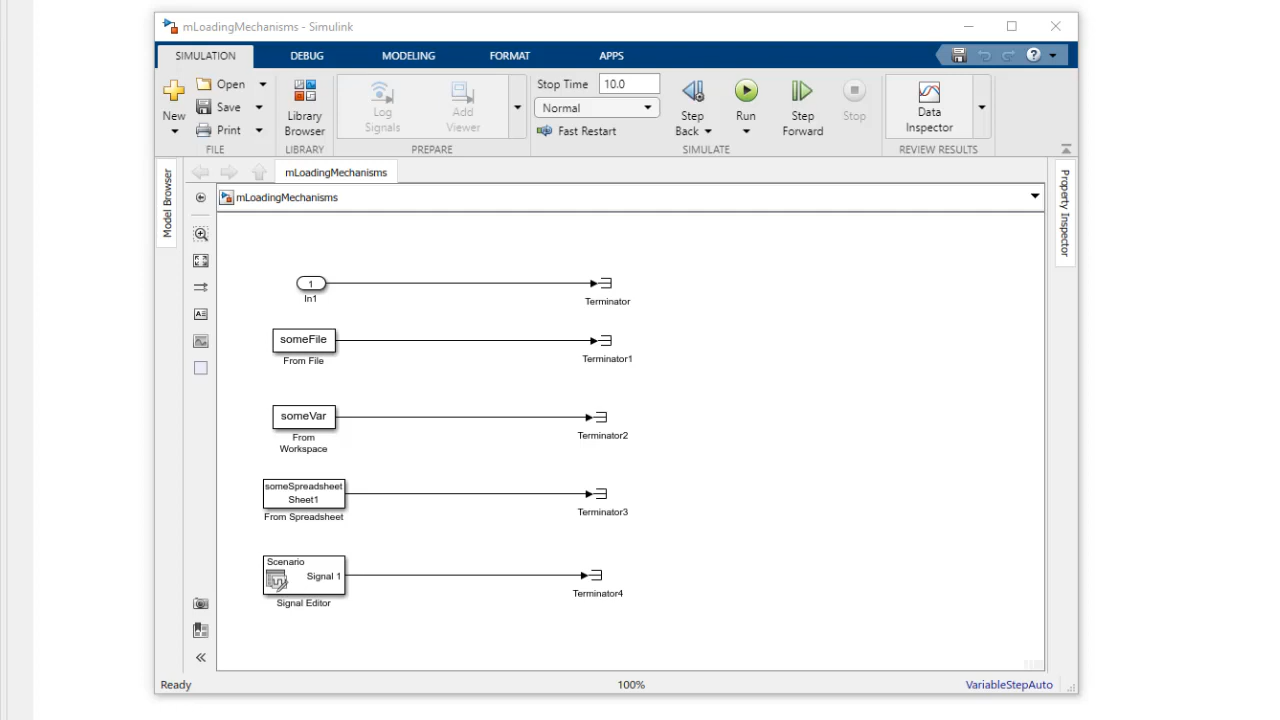 mLoadingMechanisms - Simulink
SIMULATION DEBUG MODELING FORMAT APPS
New
Open
Save
Print
FILE
Library
Browser
LIBRARY
Log
Signals
Add
Viewer
PREPARE
Stop Time 10.0
Normal
Fast Restart
Step
Back
Run
Step
Forward
Stop
SIMULATE
Data
Inspector
REVIEW RESULTS
Model Browser
mLoadingMechanisms
mLoadingMechanisms
Property Inspector
1
In1
Terminator
someFile
From File
Terminator1
someVar
From
Workspace
Terminator2
someSpreadsheet
Sheet1
From Spreadsheet
Terminator3
Scenario
Signal 1
Signal Editor
Terminator4
Ready 100% VariableStepAuto